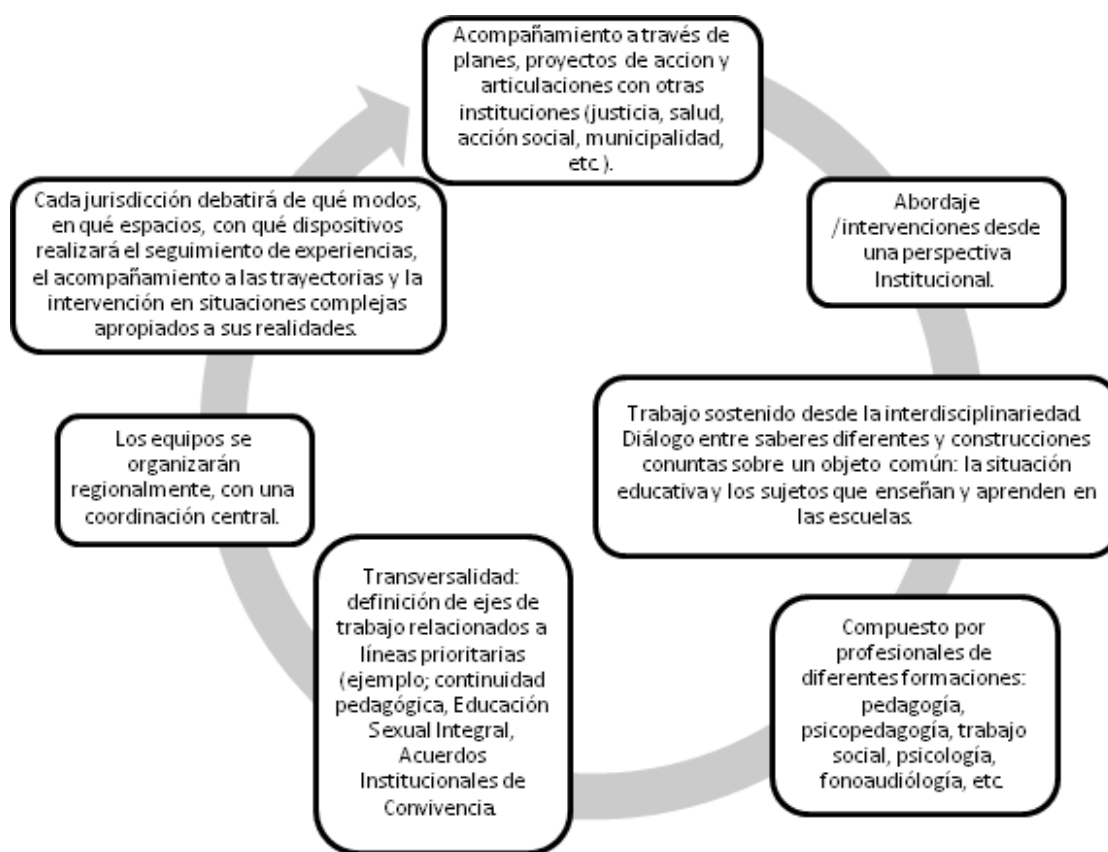 Acompañamiento a través de
planes, proyectos de accion y
articulaciones con otras
instituciones (justicia, salud,
acción social, municipalidad,
etc.).
Abordaje
/intervenciones desde
una perspectiva
Institucional.
Trabajo sostenido desde la interdisciplinariedad.
Diálogo entre saberes diferentes y construcciones
conuntas sobre un objeto común: la situación
educativa y los sujetos que enseñan y aprenden en
las escuelas.
Compuesto por
profesionales de
diferentes formaciones:
pedagogía,
psicopedagogía, trabajo
social, psicología,
fonoaudiólogía, etc.
Transversalidad:
definición de ejes de
trabajo relacionados a
líneas prioritarias
(ejemplo; continuidad
pedagógica, Educación
Sexual Integral,
Acuerdos
Institucionales de
Convivencia.
Los equipos se
organizarán
regionalmente, con una
coordinación central.
Cada jurisdicción debatirá de qué modos,
en qué espacios, con qué dispositivos
realizará el seguimiento de experiencias,
el acompañamiento a las trayectorias y la
intervención en situaciones complejas
apropiados a sus realidades.